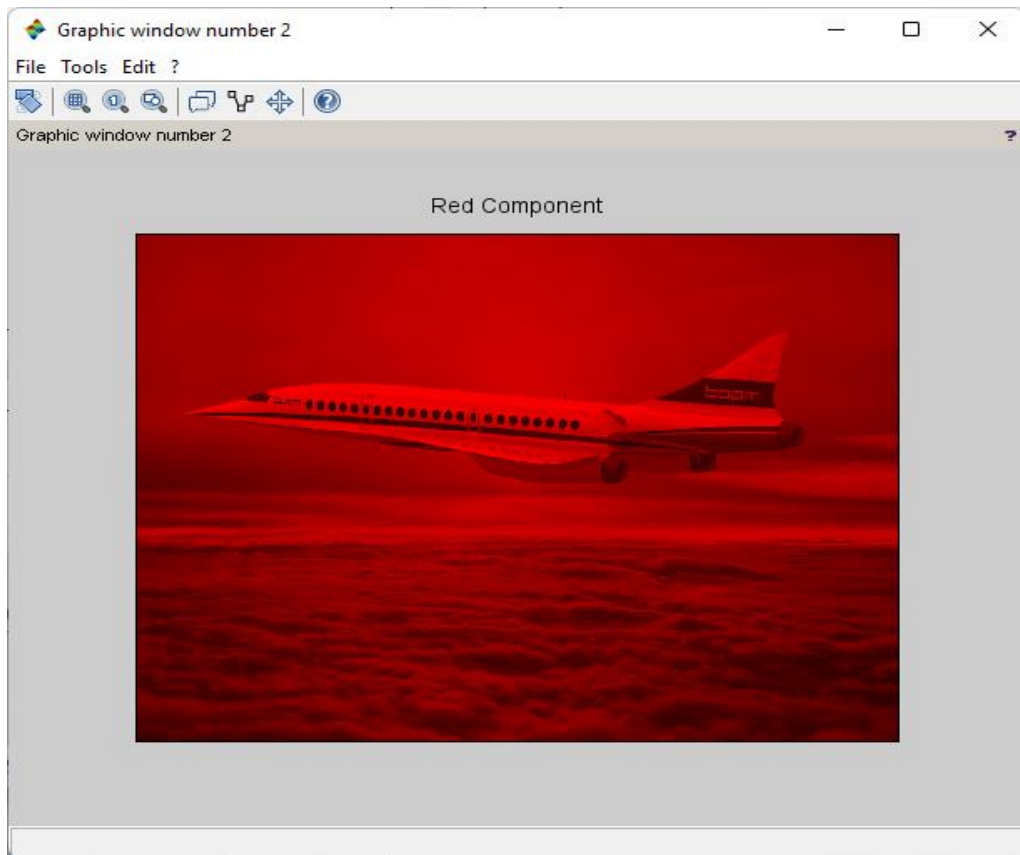 Graphic window number 2
File Tools Edit ?
Graphic window number 2 ?
Red Component
boom